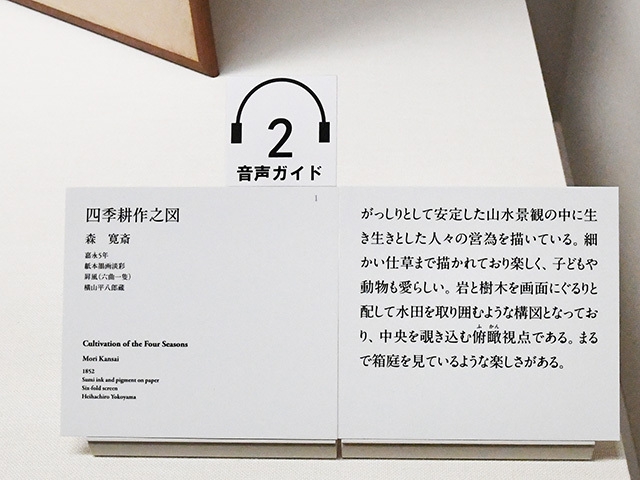 2
音声ガイド
1
四季耕作之図
森 寛斎
嘉永5年
紙本墨画淡彩
屏風(六曲一隻)
横山平八郎蔵
Cultivation of the Four Seasons
Mori Kansai
1852
Sumi ink and pigment on paper
Six-fold screen
Heihachiro Yokoyama
がっしりとして安定した山水景観の中に生
き生きとした人々の営為を描いている。細
かい仕草まで描かれており楽しく、子どもや
動物も愛らしい。岩と樹木を画面にぐるりと
配して水田を取り囲むような構図となってお
ふ かん
り、中央を覗き込む俯瞰視点である。まる
で箱庭を見ているような楽しさがある。